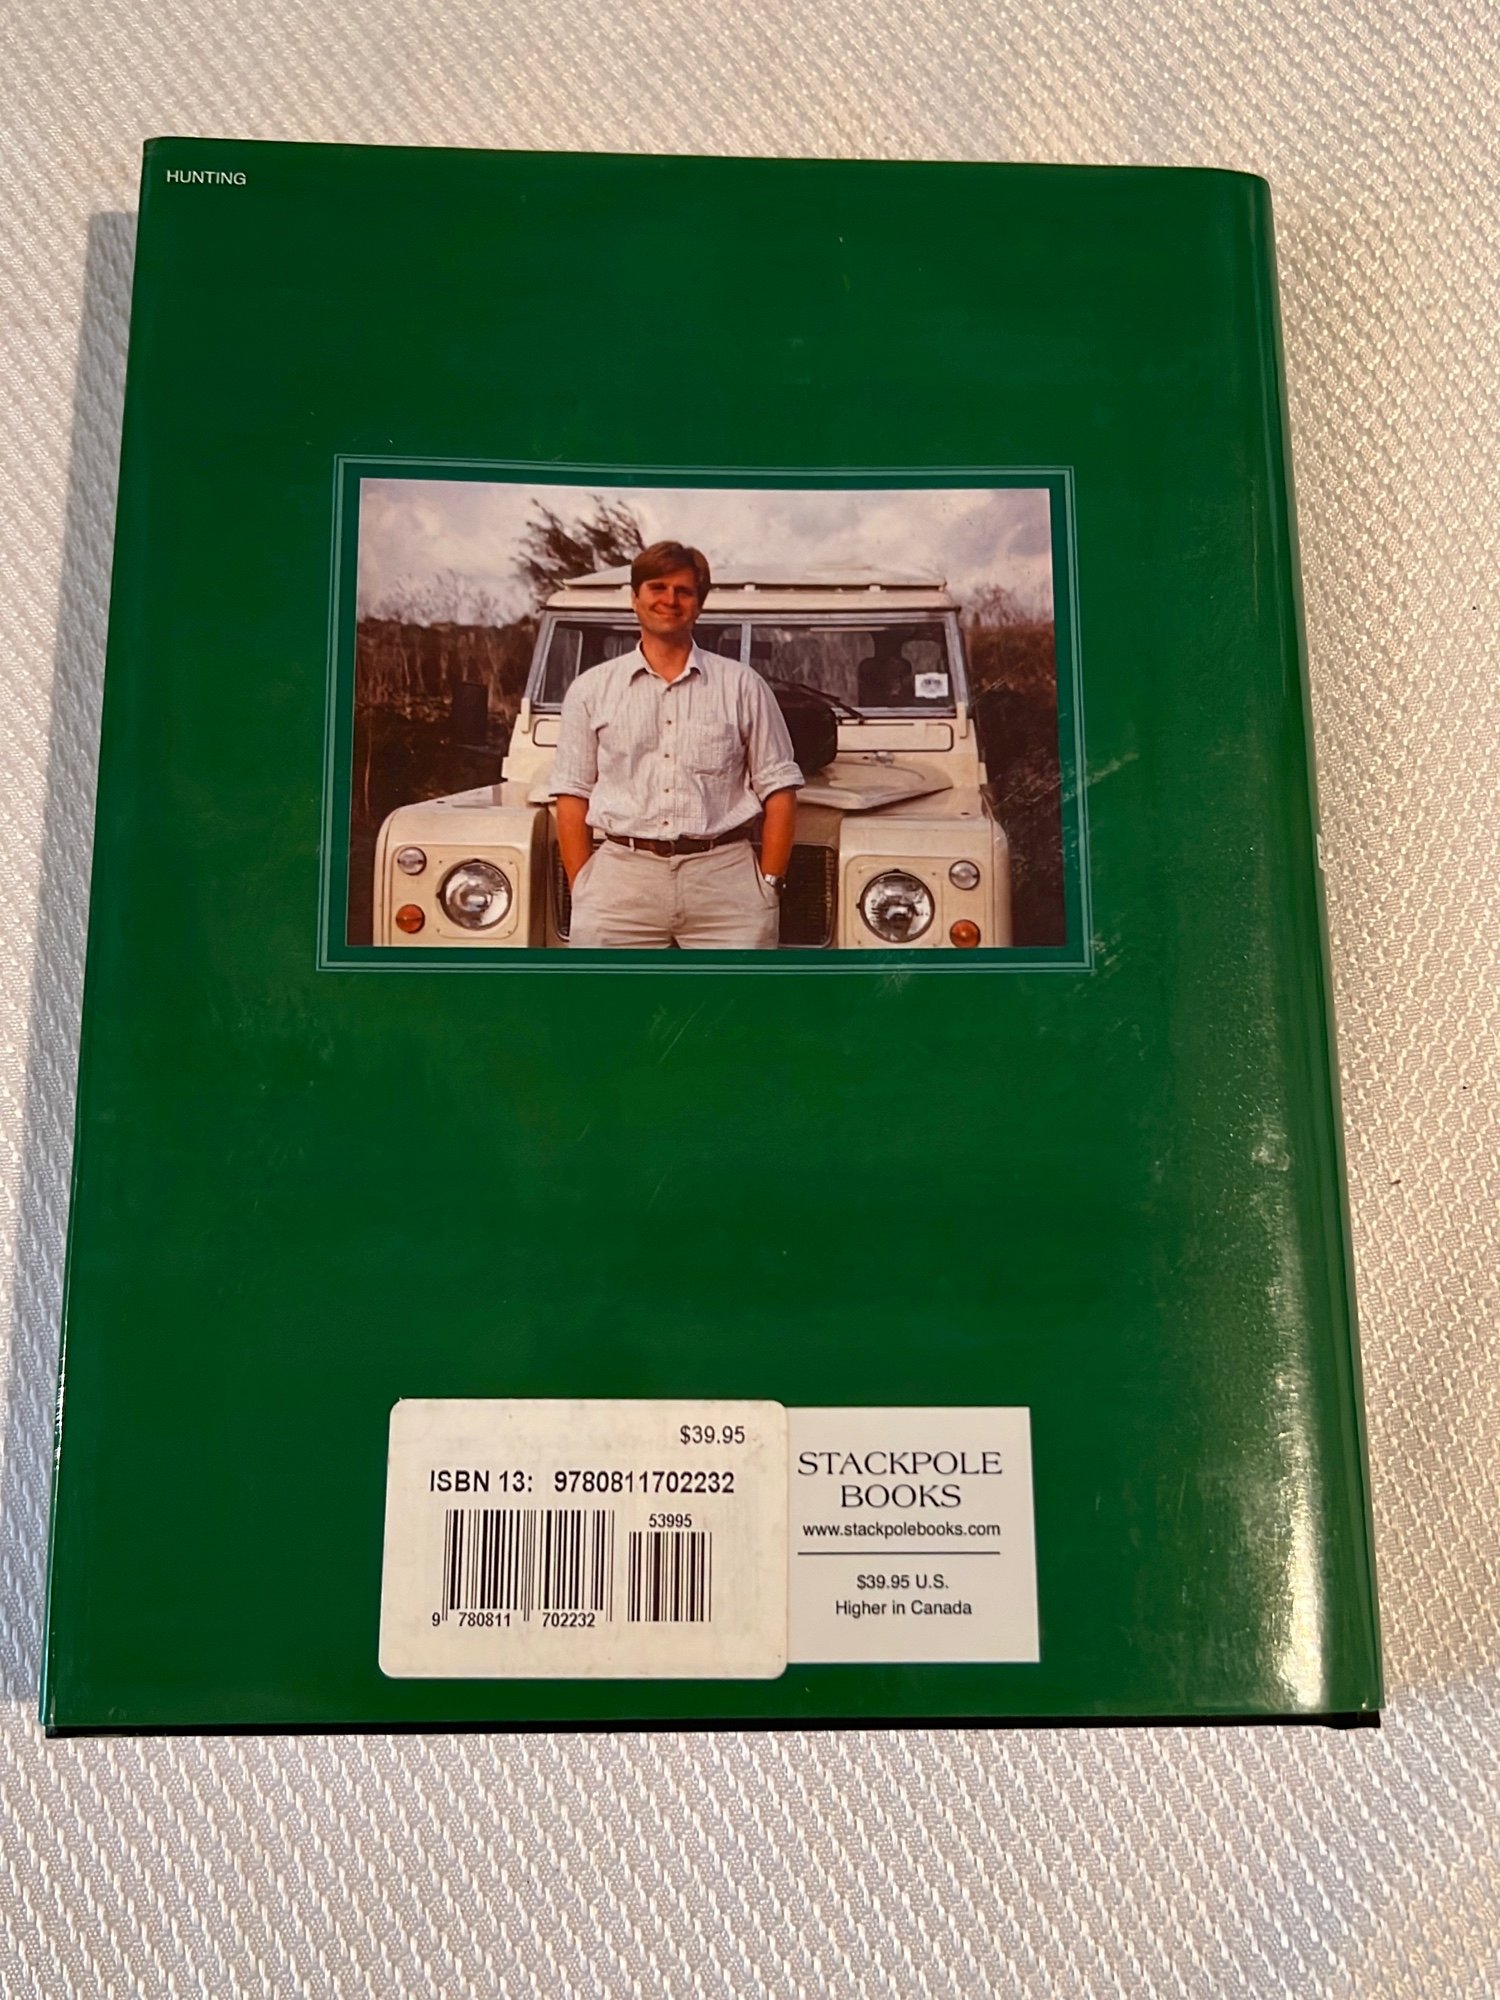 HUNTING
$39.95
ISBN 13: 9780811702232
53995
9 780811 702232
STACKPOLE
BOOKS
www.stackpolebooks.com
$39.95 U.S.
Higher in Canada